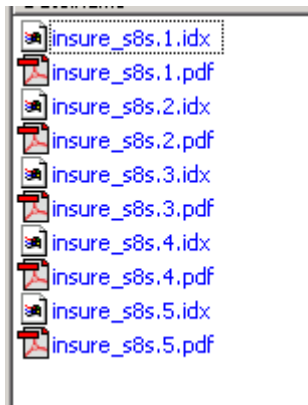 insure_s8s.1.idx
insure_s8s.1.pdf
insure_s8s.2.idx
insure_s8s.2.pdf
insure_s8s.3.idx
insure_s8s.3.pdf
insure_s8s.4.idx
insure_s8s.4.pdf
insure_s8s.5.idx
insure_s8s.5.pdf